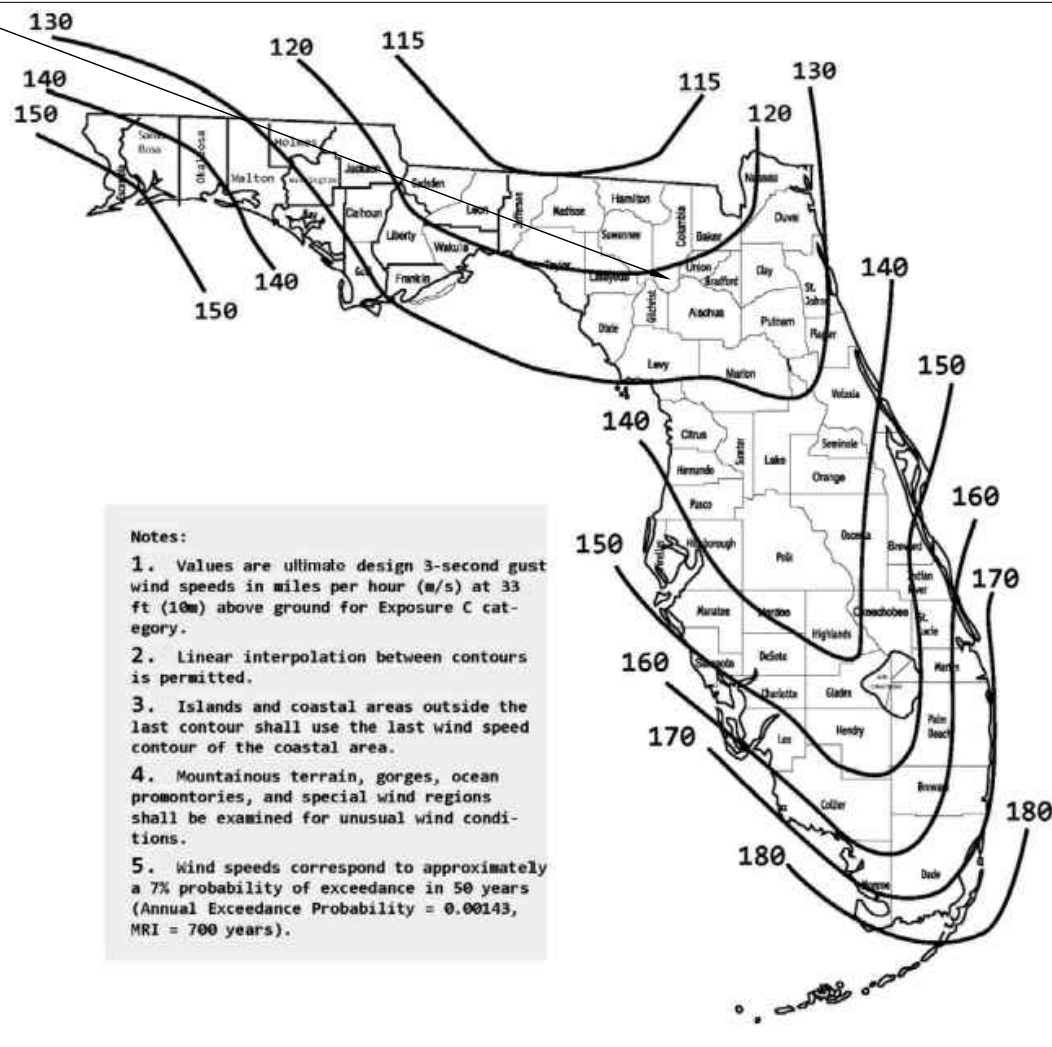 130
120
115
115
130
120
140
150
Santa
Rosa
Okaloosa
Holmes
Walton
Washington
Jackson
Bay
Calhoun
Gulf
Liberty
Gadsden
Leon
Wakulla
Franklin
Jefferson
Madison
Taylor
Hamilton
Suwannee
Lafayette
Dixie
Columbia
Baker
Nassau
Duval
Union
Bradford
Clay
St.
Johns
Gilchrist
Alachua
Putnam
Flagler
Levy
Marion
150
140
140
150
140
Volusia
Citrus
Sumter
Lake
Seminole
Hernando
Orange
Pasco
160
150
Pinellas
Hillsborough
Polk
Osceola
Brevard
Indian
River
170
Manatee
Hardee
Highlands
Okeechobee
St.
Lucie
160
Sarasota
DeSoto
Martin
Charlotte
Glades
170
Lee
Hendry
Palm
Beach
Collier
Broward
180
180
Monroe
Dade
Notes:
1. Values are ultimate design 3-second gust
wind speeds in miles per hour (m/s) at 33
ft (10m) above ground for Exposure C cat-
egory.
2. Linear interpolation between contours
is permitted.
3. Islands and coastal areas outside the
last contour shall use the last wind speed
contour of the coastal area.
4. Mountainous terrain, gorges, ocean
promontories, and special wind regions
shall be examined for unusual wind condi-
tions.
5. Wind speeds correspond to approximately
a 7% probability of exceedance in 50 years
(Annual Exceedance Probability = 0.00143,
MRI = 700 years).